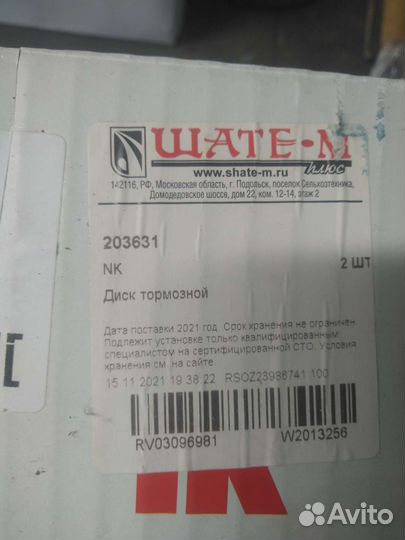 ШАТЕ-М
плюс
www.shate-m.ru
142116, РФ, Московская область, г. Подольск, поселок Сельхозтехника,
Домодедовское шоссе, дом 22, ком. 12-14, этаж 2
203631
NK
2 ШТ
Диск тормозной
Дата поставки 2021 год. Срок хранения не ограничен.
Подлежит установке только квалифицированным
специалистом на сертифицированной СТО. Условия
хранения см. на сайте.
15 11 2021 19 38 22 RSOZ23986741 100
RV03096981
W2013256
Avito